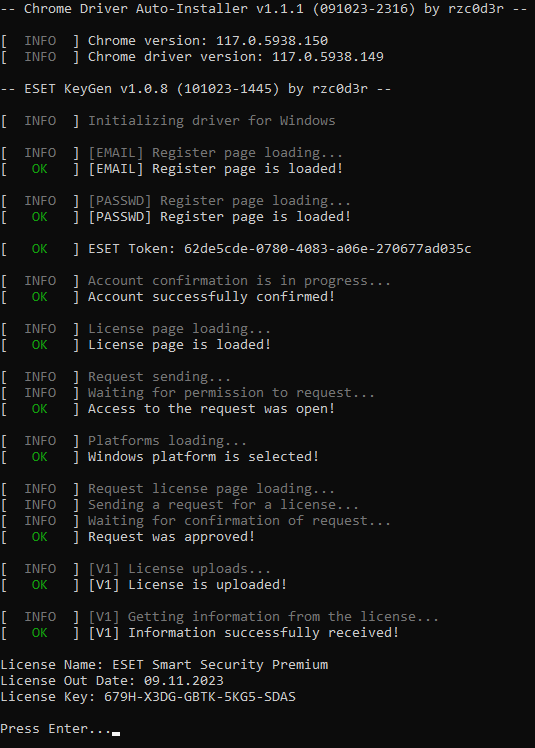 -- Chrome Driver Auto-Installer v1.1.1 (091023-2316) by rzc0d3r --
[ INFO ] Chrome version: 117.0.5938.150
[ INFO ] Chrome driver version: 117.0.5938.149
-- ESET KeyGen v1.0.8 (101023-1445) by rzc0d3r --
[ INFO ] Initializing driver for Windows
[ INFO ] [EMAIL] Register page loading...
[ OK ] [EMAIL] Register page is loaded!
[ INFO ] [PASSWD] Register page loading...
[ OK ] [PASSWD] Register page is loaded!
[ OK ] ESET Token: 62de5cde-0780-4083-a06e-270677ad035c
[ INFO ] Account confirmation is in progress...
[ OK ] Account successfully confirmed!
[ INFO ] License page loading...
[ OK ] License page is loaded!
[ INFO ] Request sending...
[ INFO ] Waiting for permission to request...
[ OK ] Access to the request was open!
[ INFO ] Platforms loading...
[ OK ] Windows platform is selected!
[ INFO ] Request license page loading...
[ INFO ] Sending a request for a license...
[ INFO ] Waiting for confirmation of request...
[ OK ] Request was approved!
[ INFO ] [V1] License uploads...
[ OK ] [V1] License is uploaded!
[ INFO ] [V1] Getting information from the license...
[ OK ] [V1] Information successfully received!
License Name: ESET Smart Security Premium
License Out Date: 09.11.2023
License Key: 679H-X3DG-GBTK-5KG5-SDAS
Press Enter...